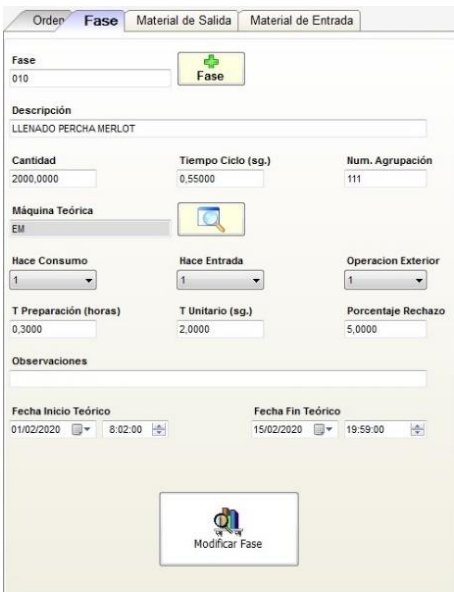 Orden Fase Material de Salida Material de Entrada
Fase
010
Fase
Descripción
LLENADO PERCHA MERLOT
Cantidad Tiempo Ciclo (sg.) Num. Agrupación
2000,0000 0,55000 111
Máquina Teórica
EM
Hace Consumo Hace Entrada Operacion Exterior
1 1 1
T Preparación (horas) T Unitario (sg.) Porcentaje Rechazo
0,3000 2,0000 5,0000
Observaciones
Fecha Inicio Teórico Fecha Fin Teórico
01/02/2020 8:02:00 15/02/2020 19:59:00
Modificar Fase